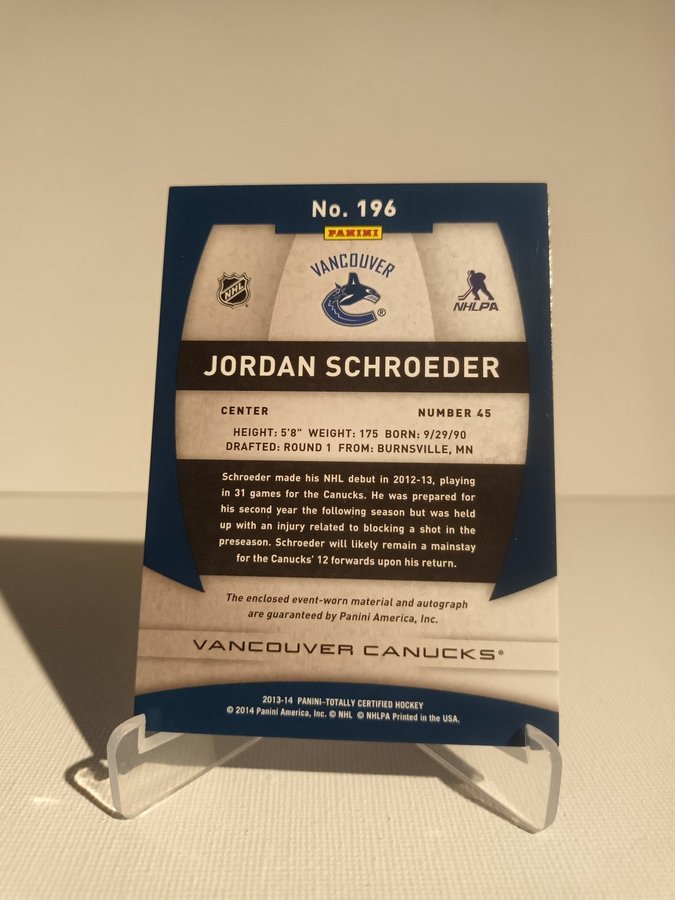 No. 196
PANINI
VANCOUVER
®
NHL
NHLPA
JORDAN SCHROEDER
CENTER NUMBER 45
HEIGHT: 5'8" WEIGHT: 175 BORN: 9/29/90
DRAFTED: ROUND 1 FROM: BURNSVILLE, MN
Schroeder made his NHL debut in 2012-13, playing
in 31 games for the Canucks. He was prepared for
his second year the following season but was held
up with an injury related to blocking a shot in the
preseason. Schroeder will likely remain a mainstay
for the Canucks' 12 forwards upon his return.
The enclosed event-worn material and autograph
are guaranteed by Panini America, Inc.
VANCOUVER CANUCKS®
2013-14 PANINI–TOTALLY CERTIFIED HOCKEY
© 2014 Panini America, Inc. © NHL © NHLPA Printed in the USA.